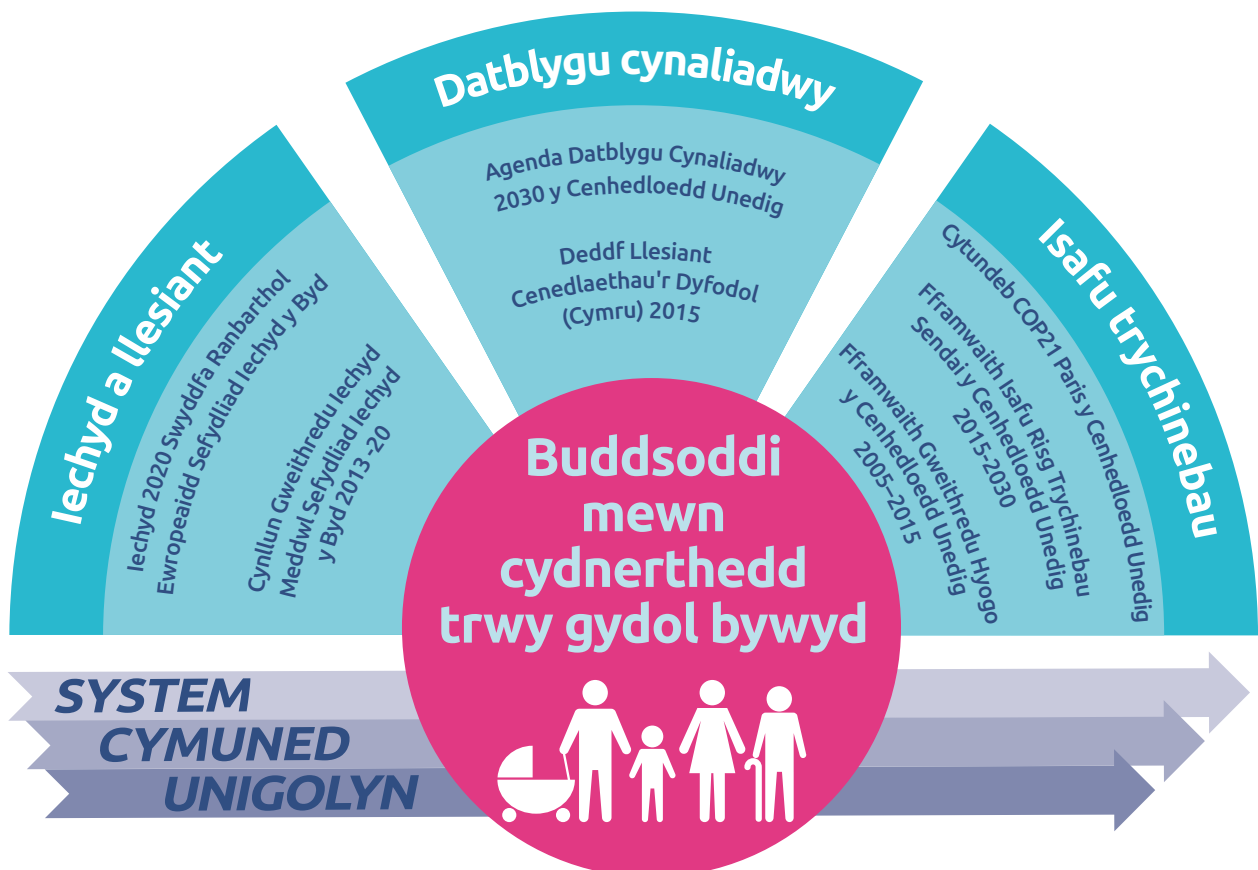 Iechyd a llesiant
Iechyd 2020 Swyddfa Ranbarthol
Ewropeaidd Sefydliad Iechyd y Byd
Cynllun Gweithredu Iechyd
Meddwl Sefydliad Iechyd
y Byd 2013 -20
Datblygu cynaliadwy
Agenda Datblygu Cynaliadwy
2030 y Cenhedloedd Unedig
Deddf Llesiant
Cenedlaethau'r Dyfodol
(Cymru) 2015
Isafu trychinebau
Cytundeb COP21 Paris y Cenhedloedd Unedig
Fframwaith Isafu Risg Trychinebau
Sendai y Cenhedloedd Unedig
2015-2030
Fframwaith Gweithredu Hyogo
y Cenhedloedd Unedig
2005–2015
Buddsoddi
mewn
cydnerthedd
trwy gydol bywyd
SYSTEM
CYMUNED
UNIGOLYN